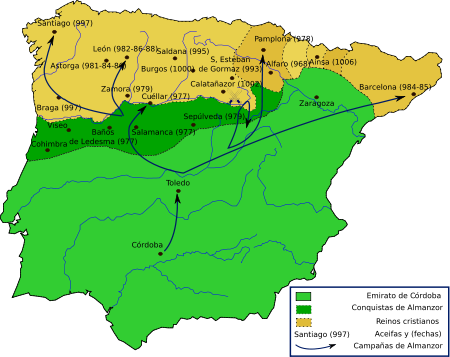 Santiago (997)
León (982-86-88)
Astorga (981-84-86)
Saldana (995)
Burgos (1000)
S. Esteban
de Gormaz (993)
Pamplona (978)
Alfaro (968)
Aínsa (1006)
Barcelona (984-85)
Zamora (979)
Cuéllar (977)
Calatañazor (1002)
Braga (997)
Zaragoza
Viseo
Baños
de Ledesma (977)
Salamanca (977)
Sepúlveda (979)
Cohimbra
Toledo
Córdoba
Emirato de Córdoba
Conquistas de Almanzor
Reinos cristianos
Santiago (997) Aceifas y (fechas)
Campañas de Almanzor